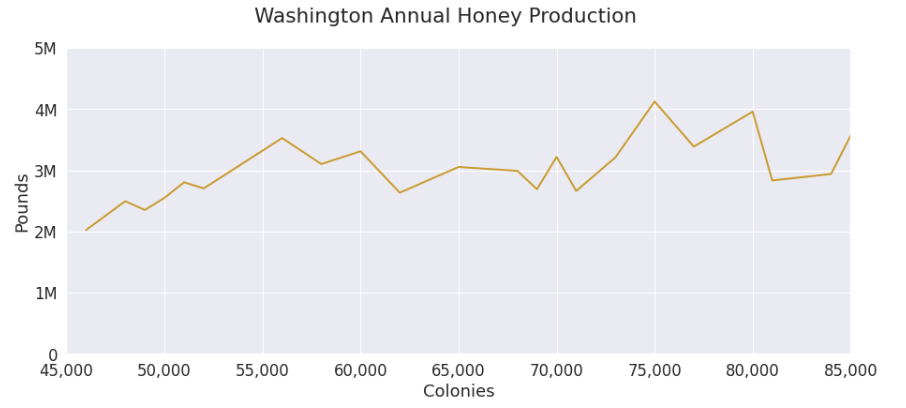 Washington Annual Honey Production
5M
4M
3M
2M
1M
0
Pounds
45,000 50,000 55,000 60,000 65,000 70,000 75,000 80,000 85,000
Colonies